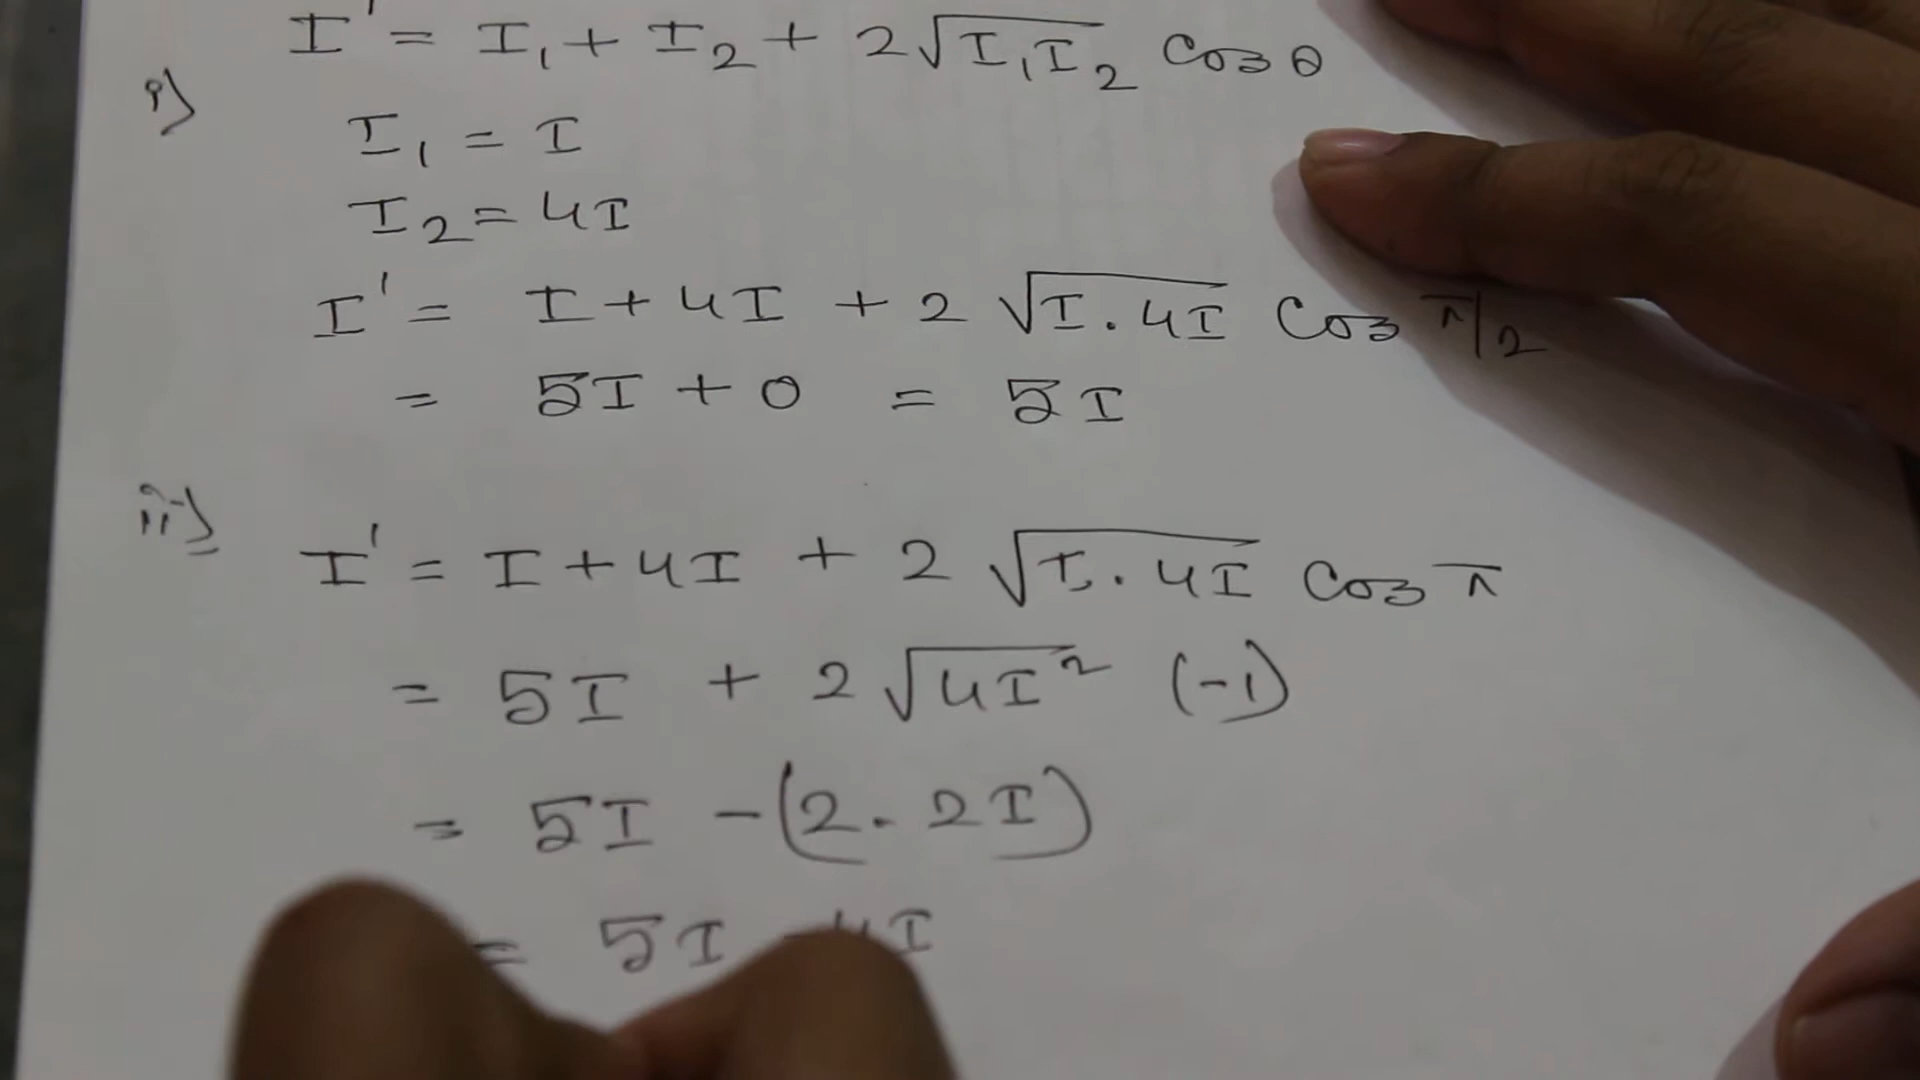 I' = I₁ + I₂ + 2√I₁I₂ Cos θ
i)
I₁ = I
I₂ = 4I
I' = I + 4I + 2 √I.4I Cos π/2
= 5I + 0 = 5I
ii) I' = I + 4I + 2 √I.4I Cos π
= 5I + 2 √4I² (-1)
= 5I - (2.2I)
= 5I - 4I